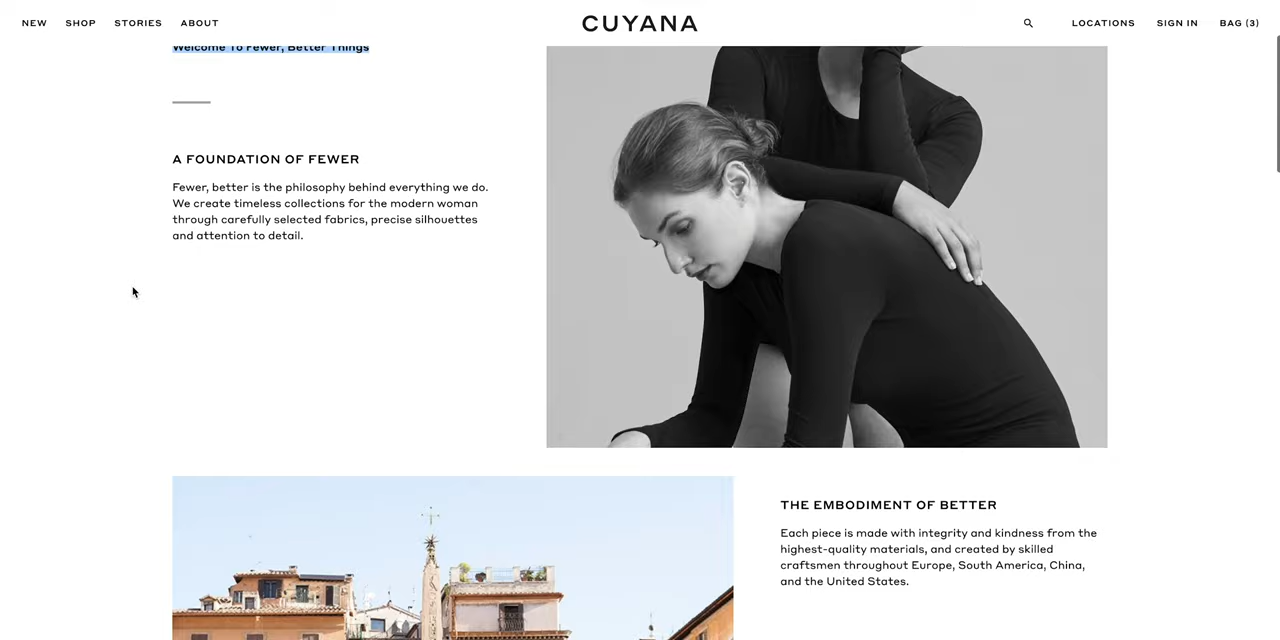 NEW SHOP STORIES ABOUT CUYANA LOCATIONS SIGN IN BAG (3)
Welcome To Fewer, Better Things
A FOUNDATION OF FEWER
Fewer, better is the philosophy behind everything we do.
We create timeless collections for the modern woman
through carefully selected fabrics, precise silhouettes
and attention to detail.
THE EMBODIMENT OF BETTER
Each piece is made with integrity and kindness from the
highest-quality materials, and created by skilled
craftsmen throughout Europe, South America, China,
and the United States.